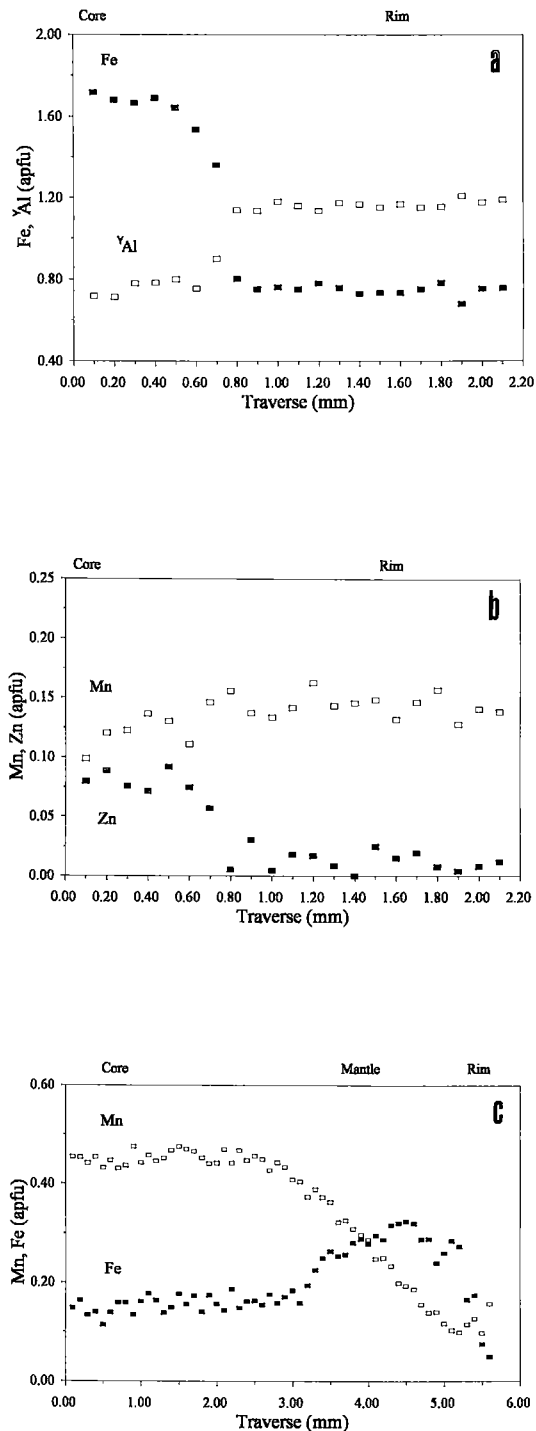 Core Rim
2.00
Fe
a
1.60
Fe, ʸAl (apfu)
1.20
ʸAl
0.80
0.40
0.00 0.20 0.40 0.60 0.80 1.00 1.20 1.40 1.60 1.80 2.00 2.20
Traverse (mm)
Core Rim
0.25
b
0.20
Mn
0.15
Mn, Zn (apfu)
0.10
Zn
0.05
0.00
0.00 0.20 0.40 0.60 0.80 1.00 1.20 1.40 1.60 1.80 2.00 2.20
Traverse (mm)
Core Mantle Rim
0.60
Mn
c
0.40
Mn, Fe (apfu)
Fe
0.20
0.00
0.00 1.00 2.00 3.00 4.00 5.00 6.00
Traverse (mm)